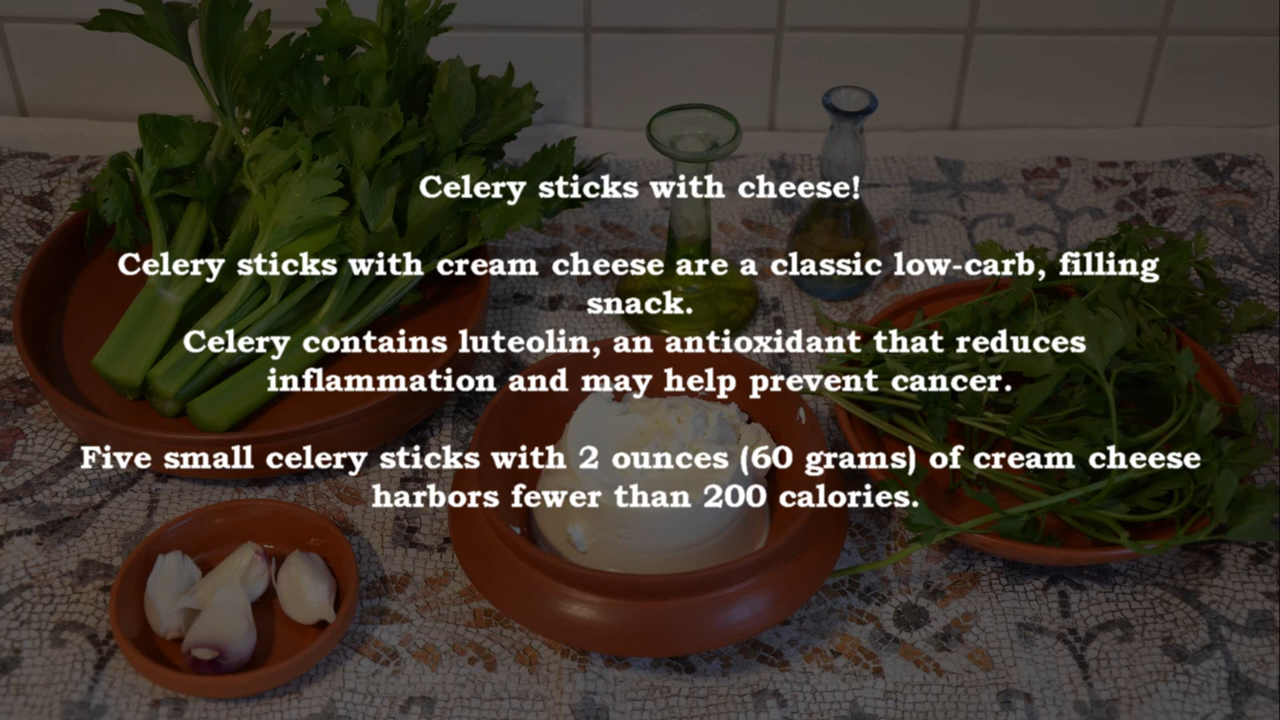 Celery sticks with cheese!
Celery sticks with cream cheese are a classic low-carb, filling
snack.
Celery contains luteolin, an antioxidant that reduces
inflammation and may help prevent cancer.
Five small celery sticks with 2 ounces (60 grams) of cream cheese
harbors fewer than 200 calories.